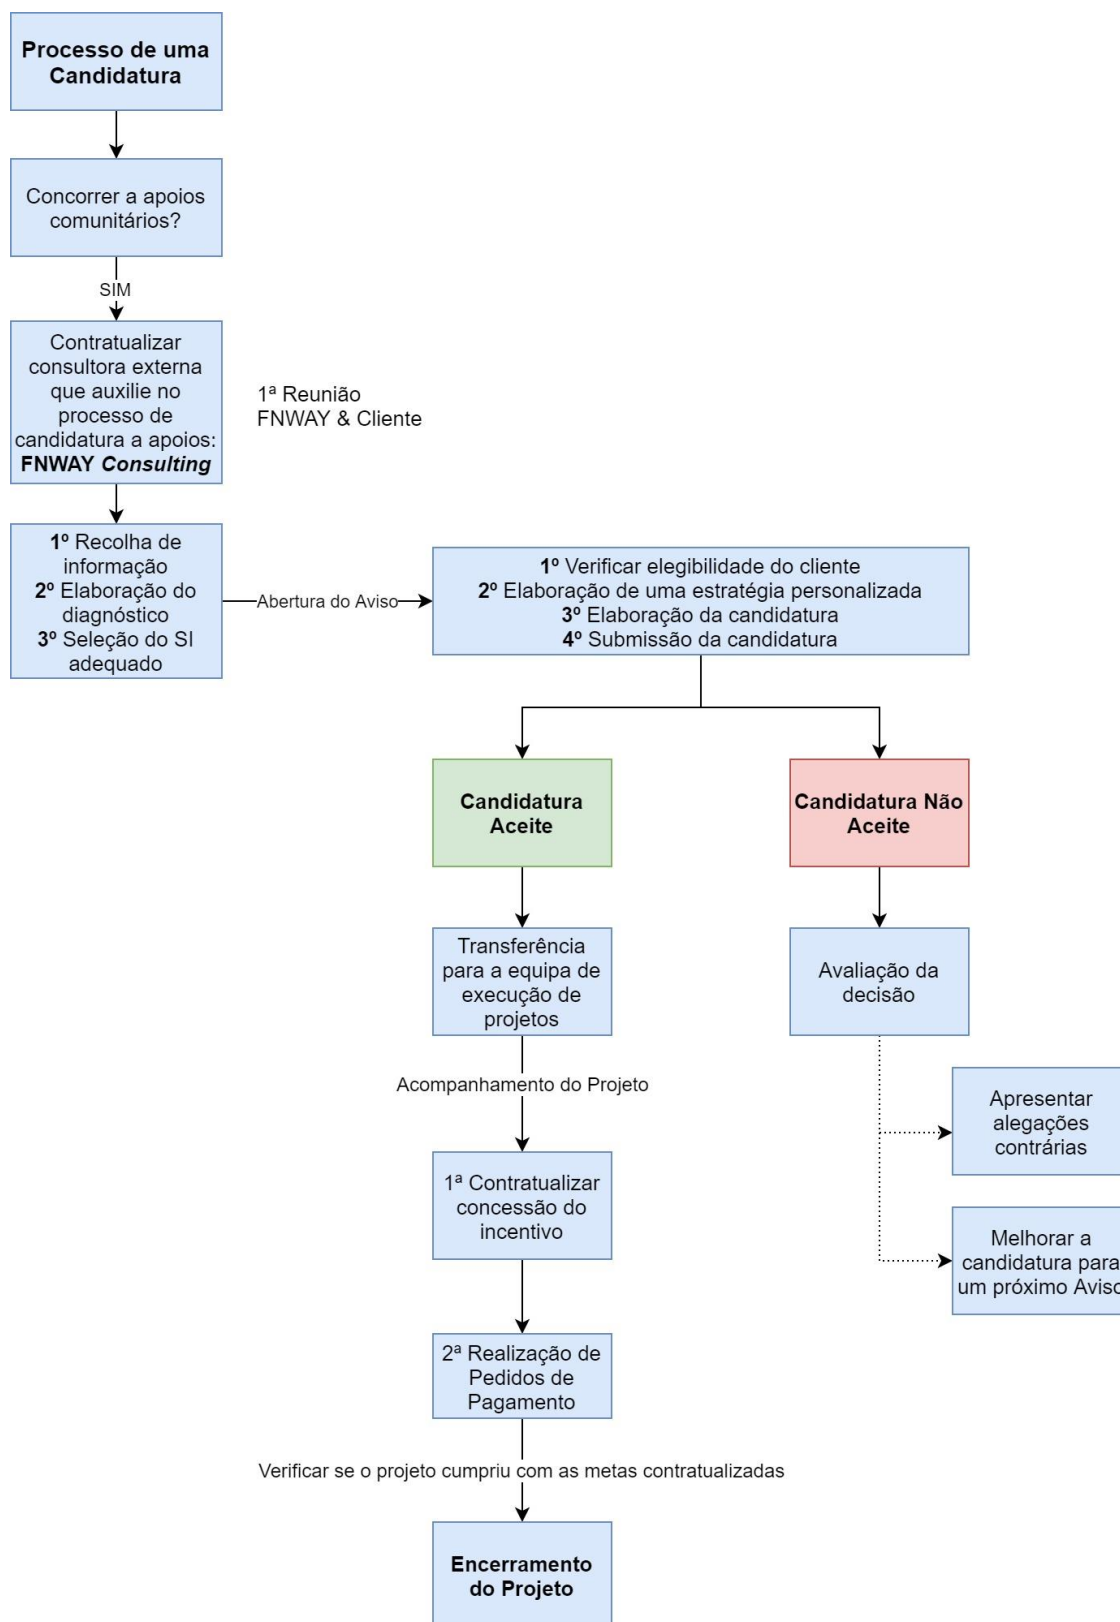 Processo de uma
Candidatura
Concorrer a apoios
comunitários?
SIM
Contratualizar
consultora externa
que auxilie no
processo de
candidatura a apoios:
FNWAY Consulting
1ª Reunião
FNWAY & Cliente
1º Recolha de
informação
2º Elaboração do
diagnóstico
3º Seleção do SI
adequado
Abertura do Aviso
1º Verificar elegibilidade do cliente
2º Elaboração de uma estratégia personalizada
3º Elaboração da candidatura
4º Submissão da candidatura
Candidatura
Aceite
Candidatura Não
Aceite
Transferência
para a equipa de
execução de
projetos
Avaliação da
decisão
Acompanhamento do Projeto
Apresentar
alegações
contrárias
1ª Contratualizar
concessão do
incentivo
Melhorar a
candidatura para
um próximo Aviso
2ª Realização de
Pedidos de
Pagamento
Verificar se o projeto cumpriu com as metas contratualizadas
Encerramento
do Projeto